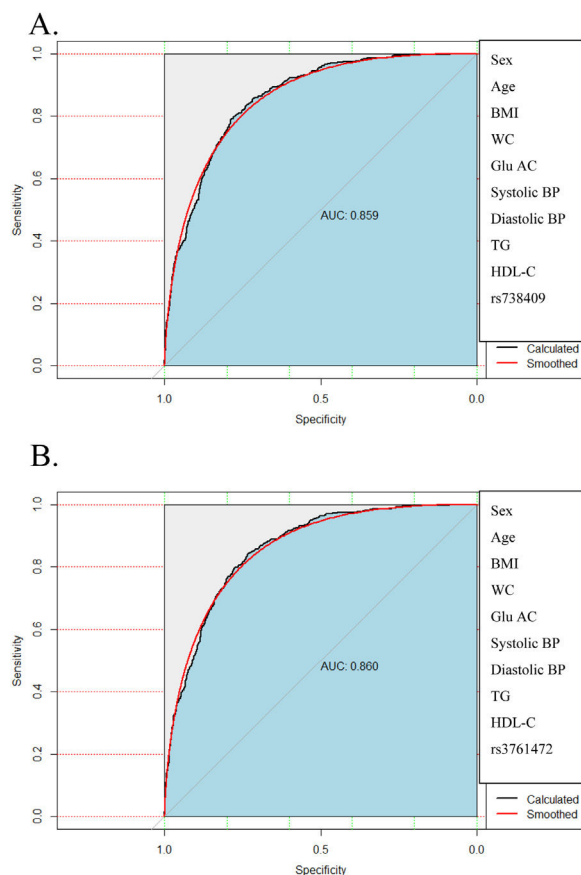 A.
1.0
0.8
0.6
0.4
0.2
0.0
Sensitivity
AUC: 0.859
1.0
0.5
0.0
Specificity
Sex
Age
BMI
WC
Glu AC
Systolic BP
Diastolic BP
TG
HDL-C
rs738409
Calculated
Smoothed
B.
1.0
0.8
0.6
0.4
0.2
0.0
Sensitivity
AUC: 0.860
1.0
0.5
0.0
Specificity
Sex
Age
BMI
WC
Glu AC
Systolic BP
Diastolic BP
TG
HDL-C
rs3761472
Calculated
Smoothed